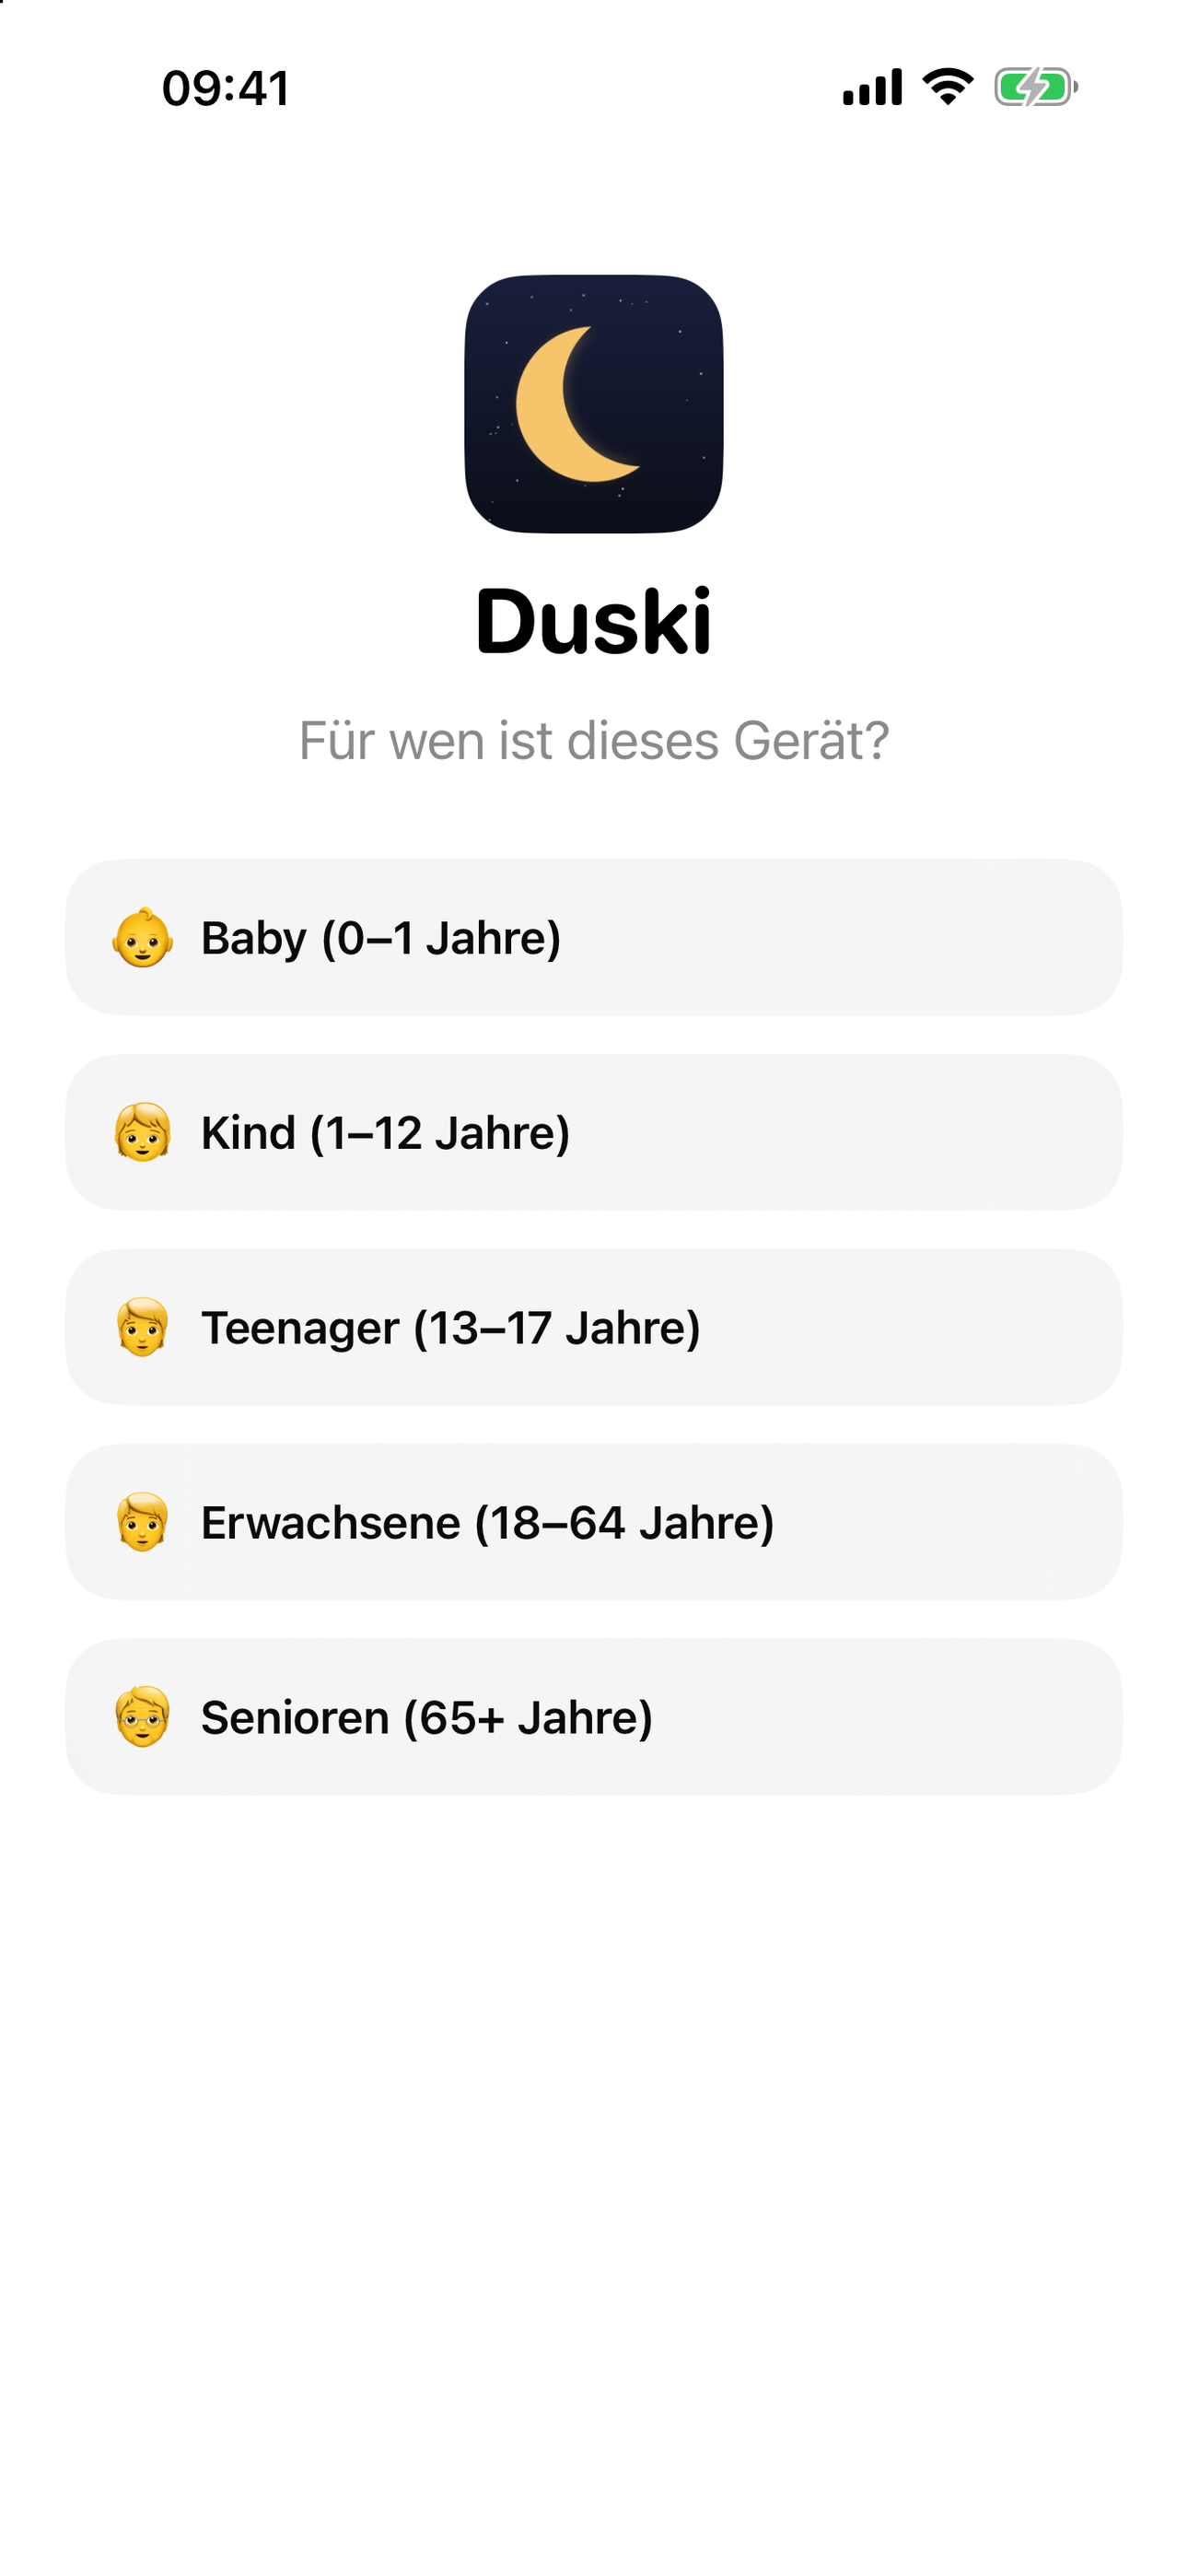 09:41
Duski
Für wen ist dieses Gerät?
Baby (0–1 Jahre)
Kind (1–12 Jahre)
Teenager (13–17 Jahre)
Erwachsene (18–64 Jahre)
Senioren (65+ Jahre)